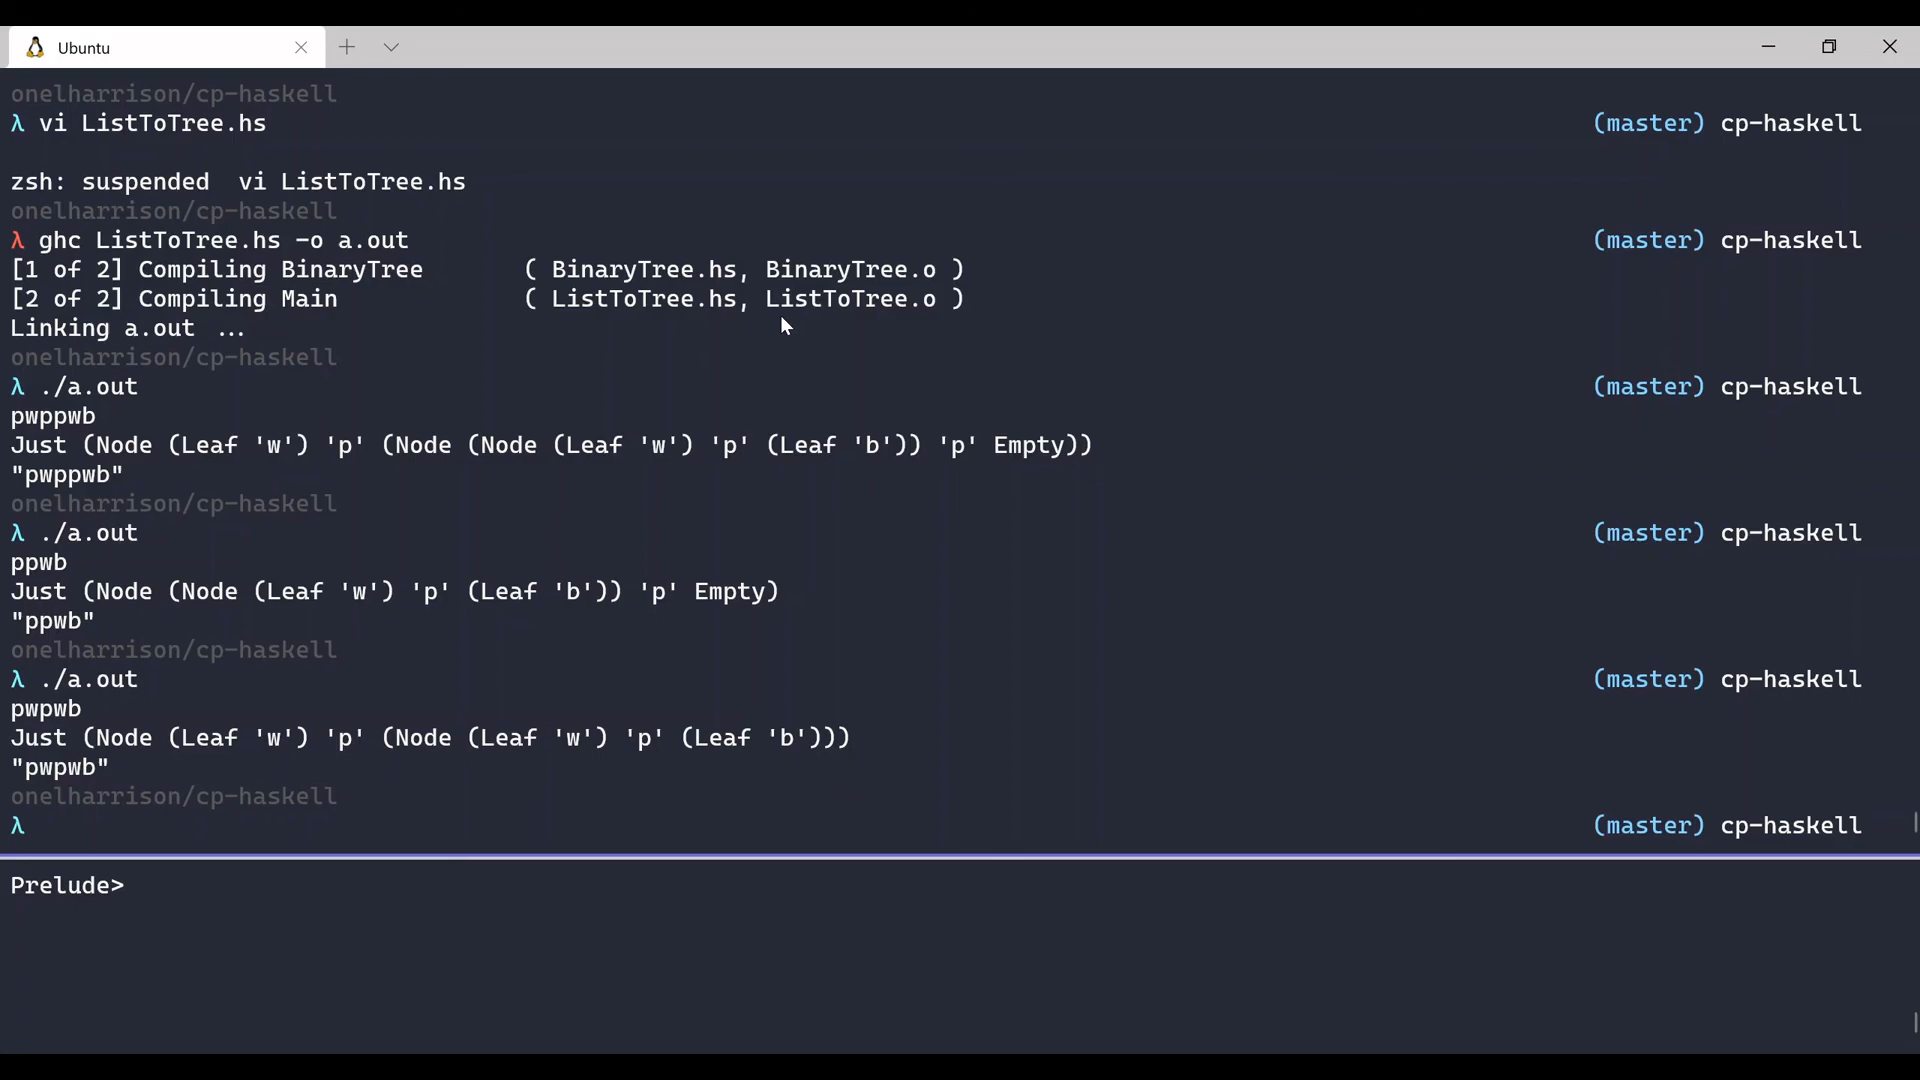 Ubuntu
onelharrison/cp-haskell
λ vi ListToTree.hs (master) cp-haskell
zsh: suspended  vi ListToTree.hs
onelharrison/cp-haskell
λ ghc ListToTree.hs -o a.out (master) cp-haskell
[1 of 2] Compiling BinaryTree       ( BinaryTree.hs, BinaryTree.o )
[2 of 2] Compiling Main             ( ListToTree.hs, ListToTree.o )
Linking a.out ...
onelharrison/cp-haskell
λ ./a.out (master) cp-haskell
pwppwb
Just (Node (Leaf 'w') 'p' (Node (Node (Leaf 'w') 'p' (Leaf 'b')) 'p' Empty))
"pwppwb"
onelharrison/cp-haskell
λ ./a.out (master) cp-haskell
ppwb
Just (Node (Node (Leaf 'w') 'p' (Leaf 'b')) 'p' Empty)
"ppwb"
onelharrison/cp-haskell
λ ./a.out (master) cp-haskell
pwpwb
Just (Node (Leaf 'w') 'p' (Node (Leaf 'w') 'p' (Leaf 'b')))
"pwpwb"
onelharrison/cp-haskell
λ (master) cp-haskell
Prelude>